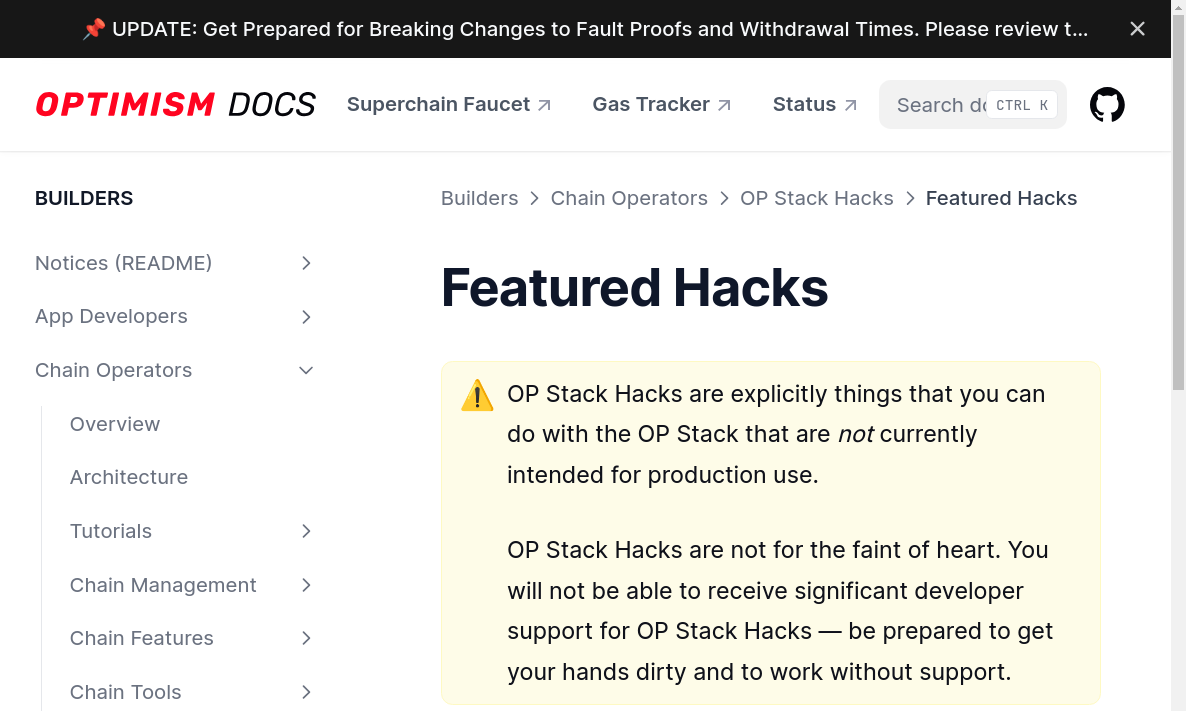 📌 UPDATE: Get Prepared for Breaking Changes to Fault Proofs and Withdrawal Times. Please review t...
OPTIMISM DOCS Superchain Faucet Gas Tracker Status Search do CTRL K
BUILDERS
Notices (README)
App Developers
Chain Operators
Overview
Architecture
Tutorials
Chain Management
Chain Features
Chain Tools
Builders > Chain Operators > OP Stack Hacks > Featured Hacks
Featured Hacks
⚠️ OP Stack Hacks are explicitly things that you can
do with the OP Stack that are not currently
intended for production use.
OP Stack Hacks are not for the faint of heart. You
will not be able to receive significant developer
support for OP Stack Hacks — be prepared to get
your hands dirty and to work without support.